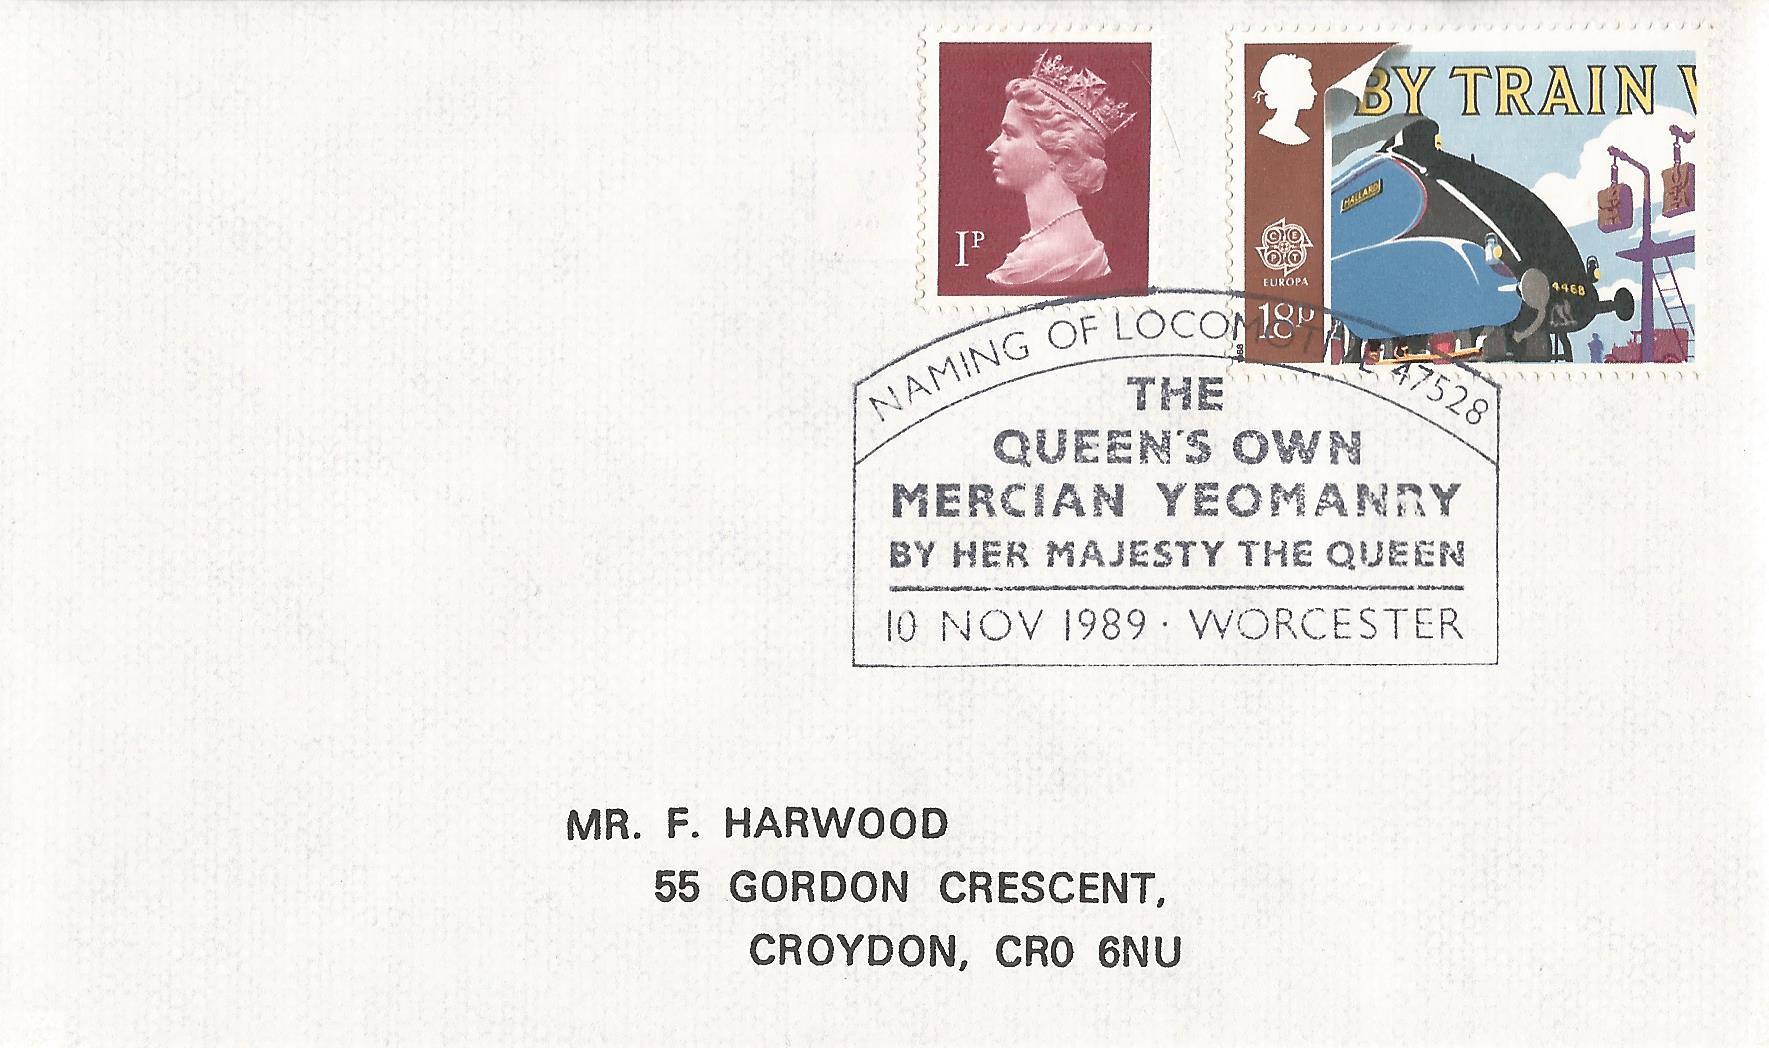 1P
BY TRAIN
MALLARD
4468
CEPT
EUROPA
18p
NAMING OF LOCOMOTIVE 47528
THE
QUEEN'S OWN
MERCIAN YEOMANRY
BY HER MAJESTY THE QUEEN
10 NOV 1989 · WORCESTER
MR. F. HARWOOD
55 GORDON CRESCENT,
CROYDON, CR0 6NU